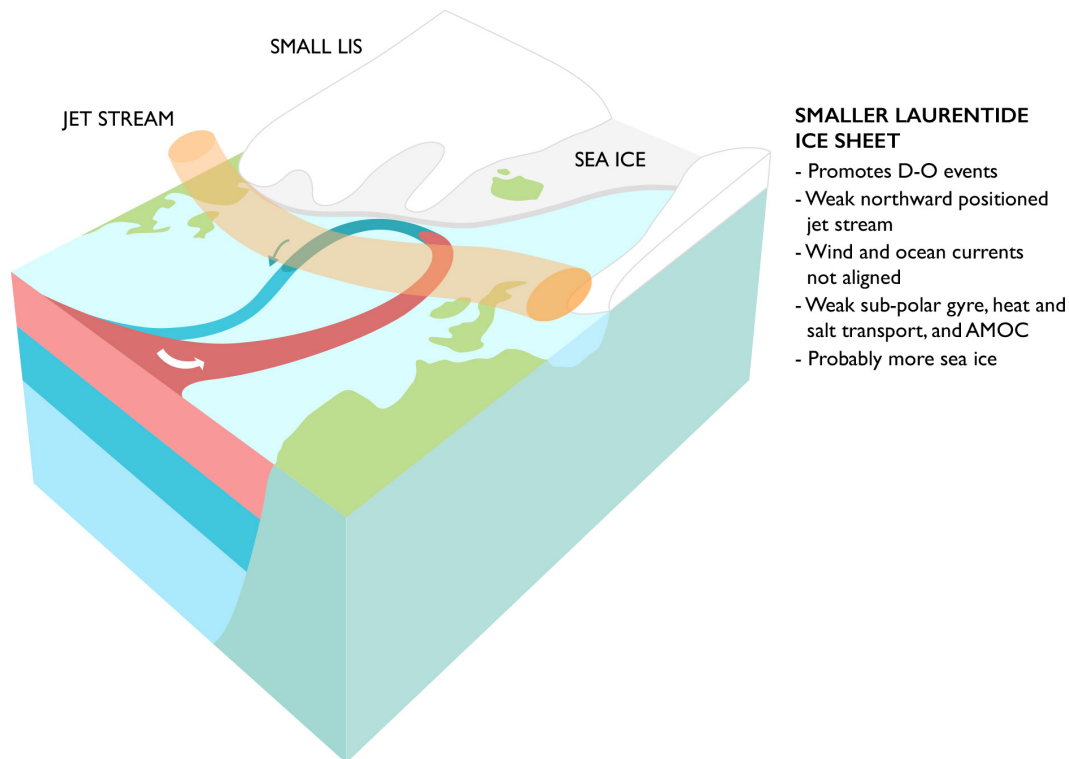 SMALL LIS
JET STREAM
SEA ICE
SMALLER LAURENTIDE
ICE SHEET
- Promotes D-O events
- Weak northward positioned
jet stream
- Wind and ocean currents
not aligned
- Weak sub-polar gyre, heat and
salt transport, and AMOC
- Probably more sea ice